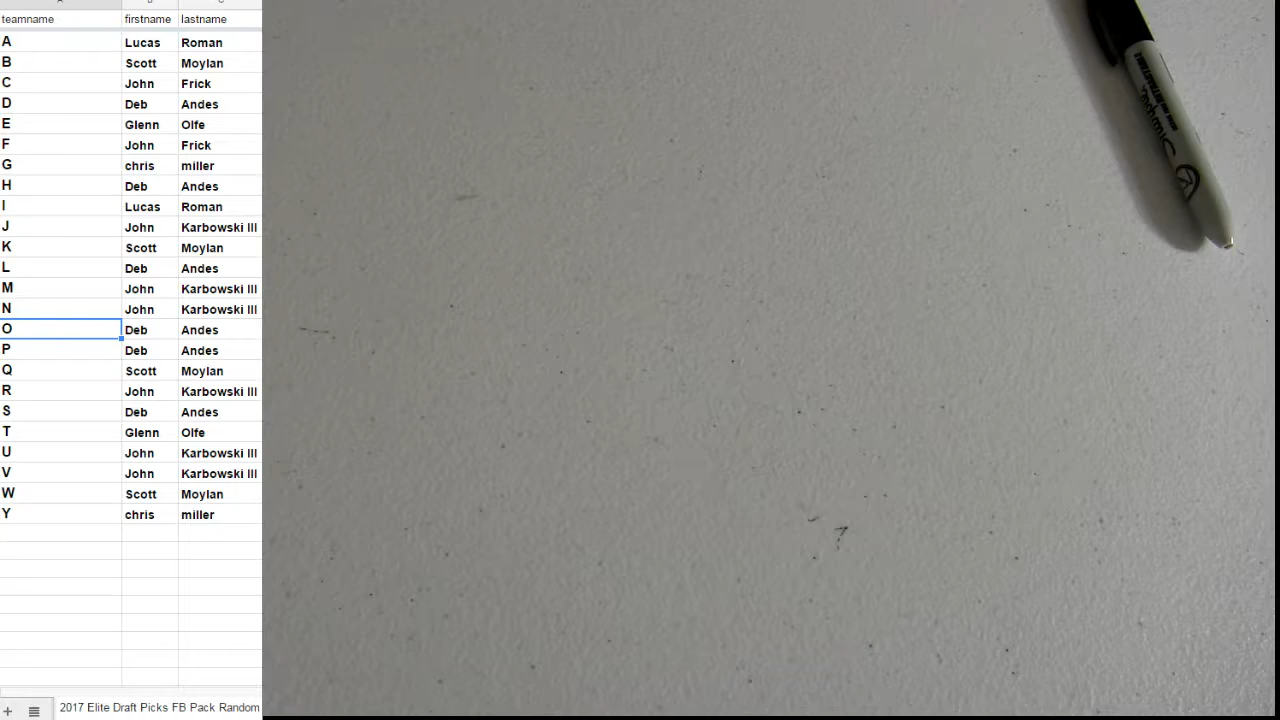 teamname firstname lastname
A Lucas Roman
B Scott Moylan
C John Frick
D Deb Andes
E Glenn Olfe
F John Frick
G chris miller
H Deb Andes
I Lucas Roman
J John Karbowski III
K Scott Moylan
L Deb Andes
M John Karbowski III
N John Karbowski III
O Deb Andes
P Deb Andes
Q Scott Moylan
R John Karbowski III
S Deb Andes
T Glenn Olfe
U John Karbowski III
V John Karbowski III
W Scott Moylan
Y chris miller
2017 Elite Draft Picks FB Pack Random
Sharpie